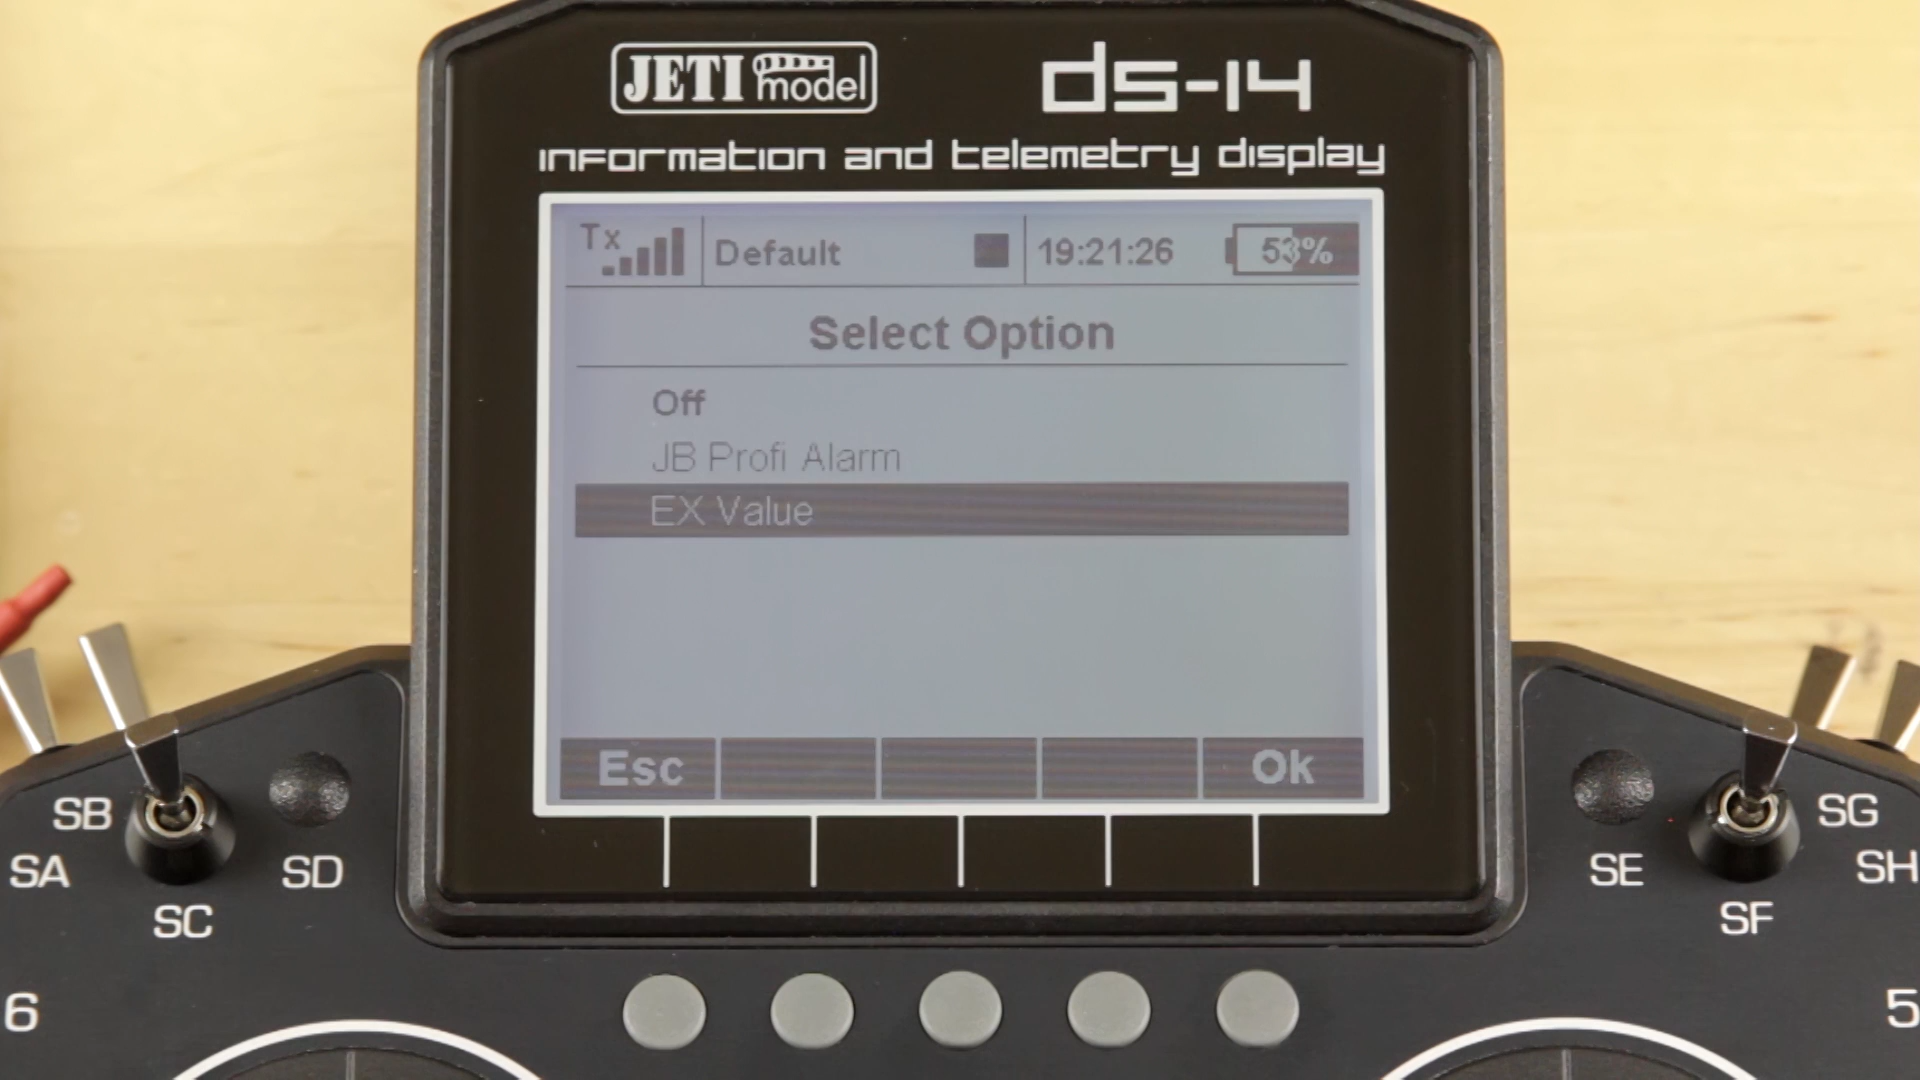 JETI model
ds-14
information and telemetry display
Tx Default 19:21:26 53%
Select Option
Off
JB Profi Alarm
EX Value
Esc Ok
SB
SA
SD
SC
SG
SE
SH
SF
6
5